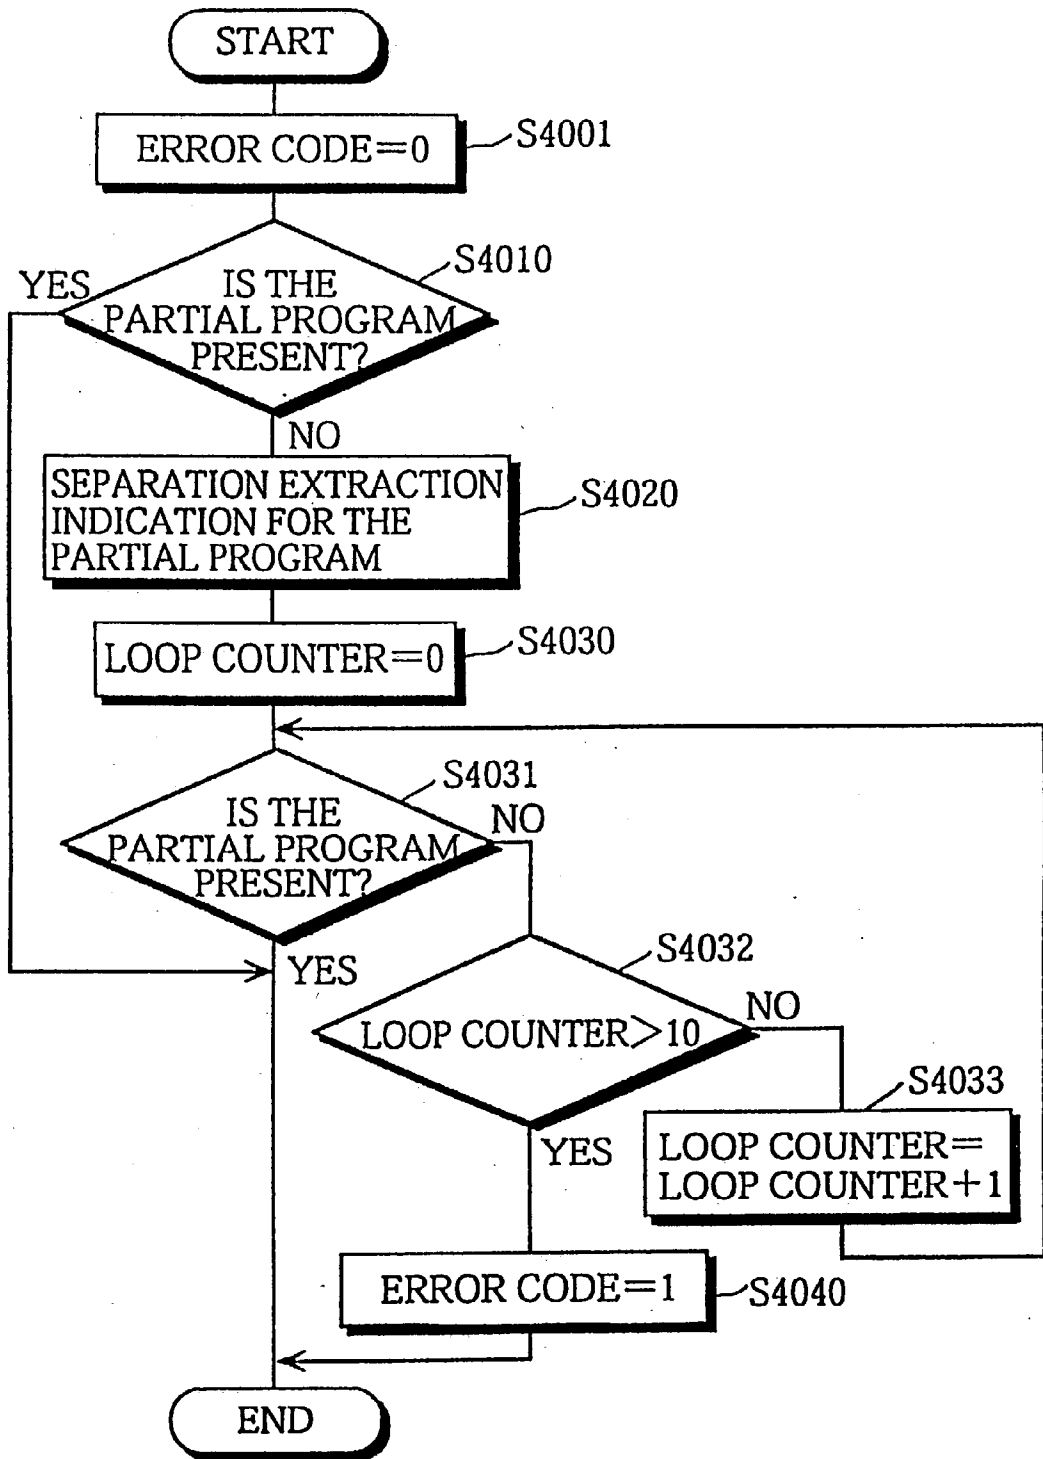 START
ERROR CODE=0
S4001
S4010
YES
IS THE
PARTIAL PROGRAM
PRESENT?
NO
SEPARATION EXTRACTION
INDICATION FOR THE
PARTIAL PROGRAM
S4020
LOOP COUNTER=0
S4030
S4031
IS THE
PARTIAL PROGRAM
PRESENT?
NO
YES
S4032
LOOP COUNTER>10
NO
S4033
YES
LOOP COUNTER=
LOOP COUNTER+1
ERROR CODE=1
S4040
END